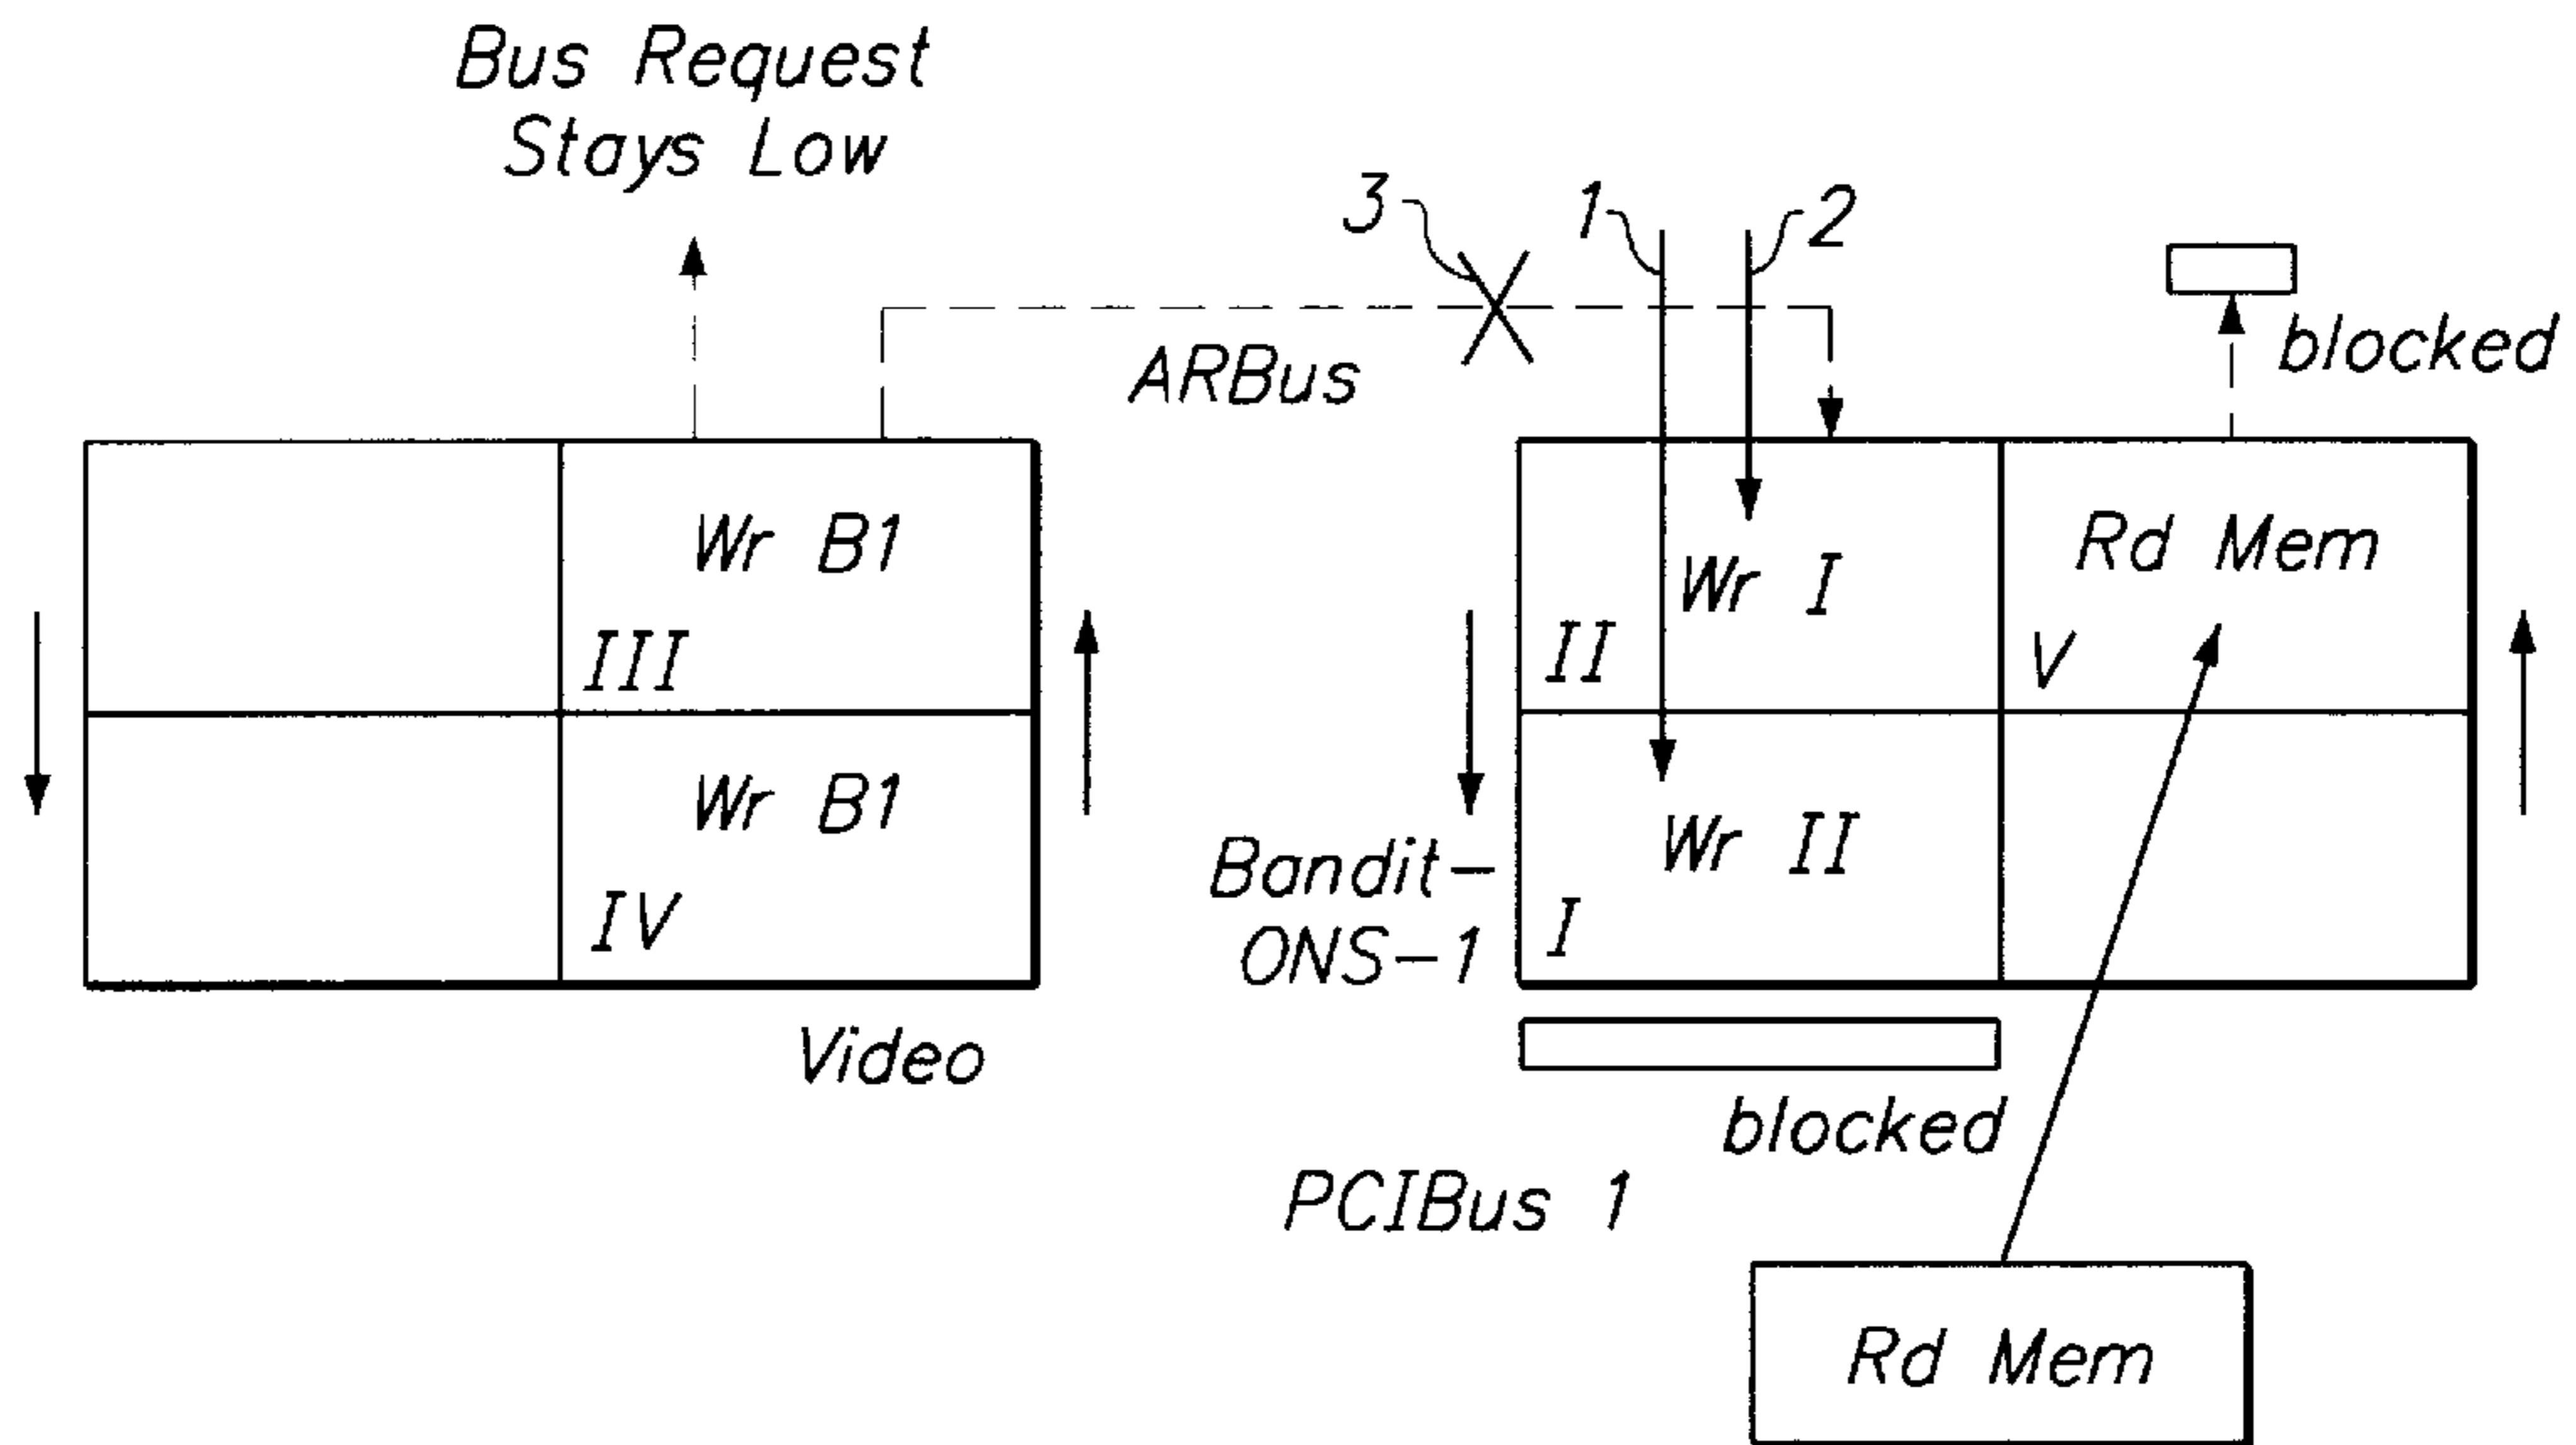 Bus Request
Stays Low
3
1
2
blocked
ARBus
Wr B1
III
Wr I
II
Rd Mem
V
Wr B1
IV
Wr II
I
Bandit-
ONS-1
Video
blocked
PCIBus 1
Rd Mem